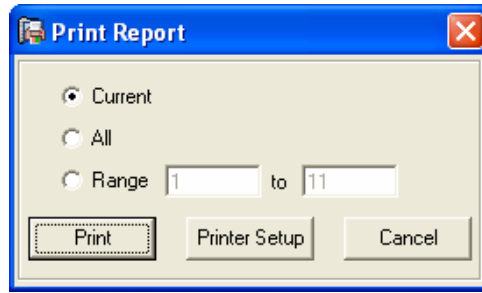 Print Report
Current
All
Range 1 to 11
Print Printer Setup Cancel